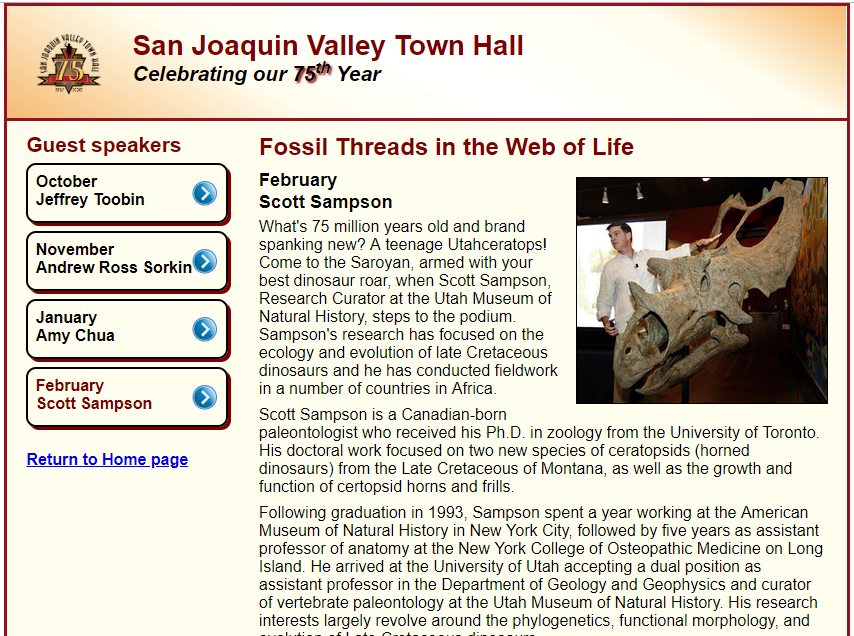 SAN JOAQUIN VALLEY TOWN HALL
75
San Joaquin Valley Town Hall
Celebrating our 75th Year
Guest speakers
October
Jeffrey Toobin
November
Andrew Ross Sorkin
January
Amy Chua
February
Scott Sampson
Return to Home page
Fossil Threads in the Web of Life
February
Scott Sampson
What's 75 million years old and brand
spanking new? A teenage Utahceratops!
Come to the Saroyan, armed with your
best dinosaur roar, when Scott Sampson,
Research Curator at the Utah Museum of
Natural History, steps to the podium.
Sampson's research has focused on the
ecology and evolution of late Cretaceous
dinosaurs and he has conducted fieldwork
in a number of countries in Africa.
Scott Sampson is a Canadian-born
paleontologist who received his Ph.D. in zoology from the University of Toronto.
His doctoral work focused on two new species of ceratopsids (horned
dinosaurs) from the Late Cretaceous of Montana, as well as the growth and
function of certopsid horns and frills.
Following graduation in 1993, Sampson spent a year working at the American
Museum of Natural History in New York City, followed by five years as assistant
professor of anatomy at the New York College of Osteopathic Medicine on Long
Island. He arrived at the University of Utah accepting a dual position as
assistant professor in the Department of Geology and Geophysics and curator
of vertebrate paleontology at the Utah Museum of Natural History. His research
interests largely revolve around the phylogenetics, functional morphology, and
evolution of Late Cretaceous dinosaurs.